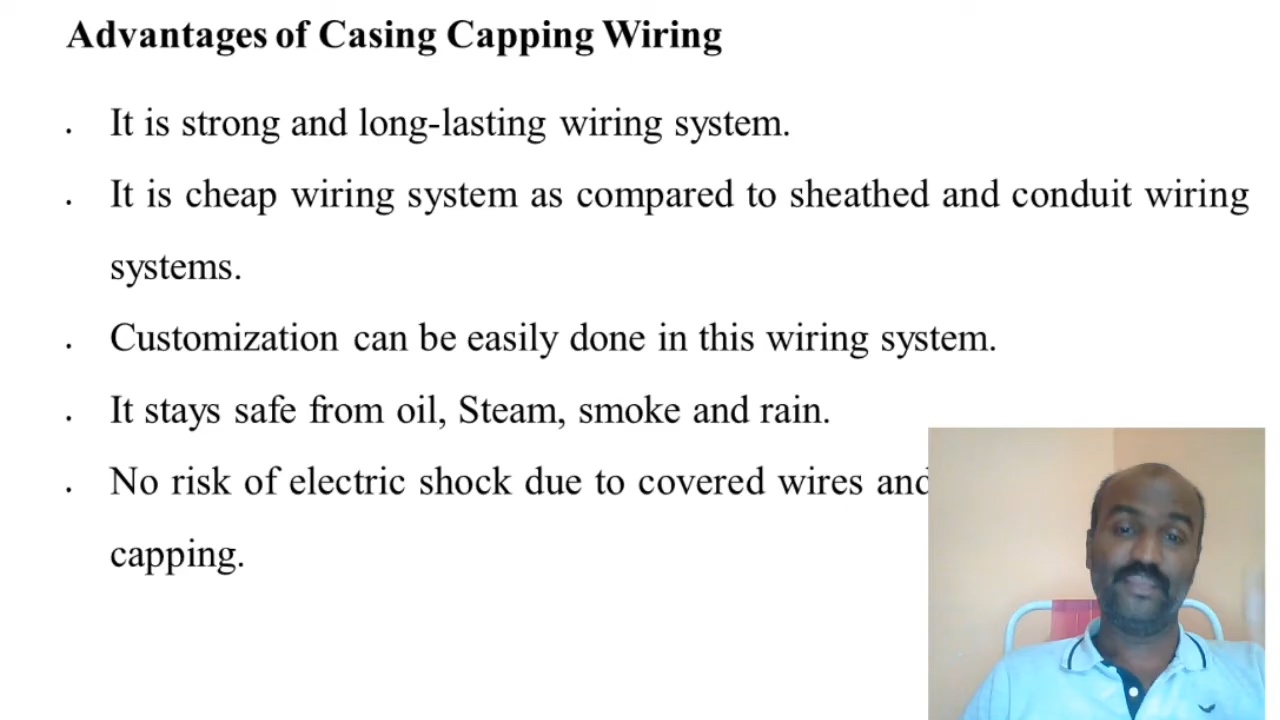 Advantages of Casing Capping Wiring
· It is strong and long-lasting wiring system.
· It is cheap wiring system as compared to sheathed and conduit wiring
systems.
· Customization can be easily done in this wiring system.
· It stays safe from oil, Steam, smoke and rain.
· No risk of electric shock due to covered wires and
capping.